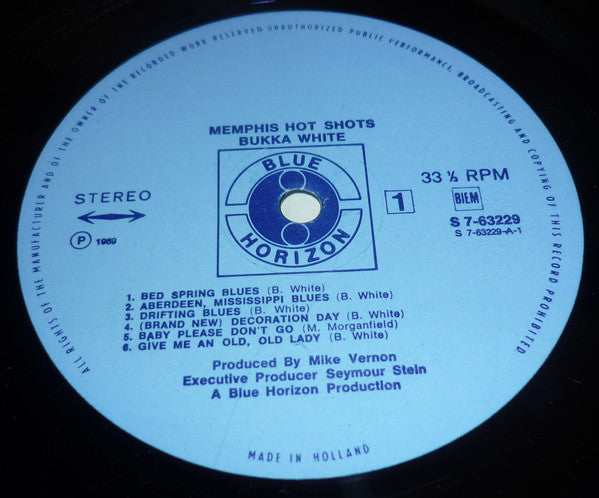 ALL RIGHTS OF THE MANUFACTURER AND OF THE OWNER OF THE RECORDED WORK RESERVED. UNAUTHORIZED PUBLIC PERFORMANCE, BROADCASTING AND COPYING OF THIS RECORD PROHIBITED
MEMPHIS HOT SHOTS
BUKKA WHITE
BLUE
HORIZON
STEREO
P 1969
1
33 ⅓ RPM
BIEM
S 7-63229
S 7-63229-A-1
1. BED SPRING BLUES (B. White)
2. ABERDEEN, MISSISSIPPI BLUES (B. White)
3. DRIFTING BLUES (B. White)
4. (BRAND NEW) DECORATION DAY (B. White)
5. BABY PLEASE DON'T GO (M. Morganfield)
6. GIVE ME AN OLD, OLD LADY (B. White)
Produced By Mike Vernon
Executive Producer Seymour Stein
A Blue Horizon Production
MADE IN HOLLAND